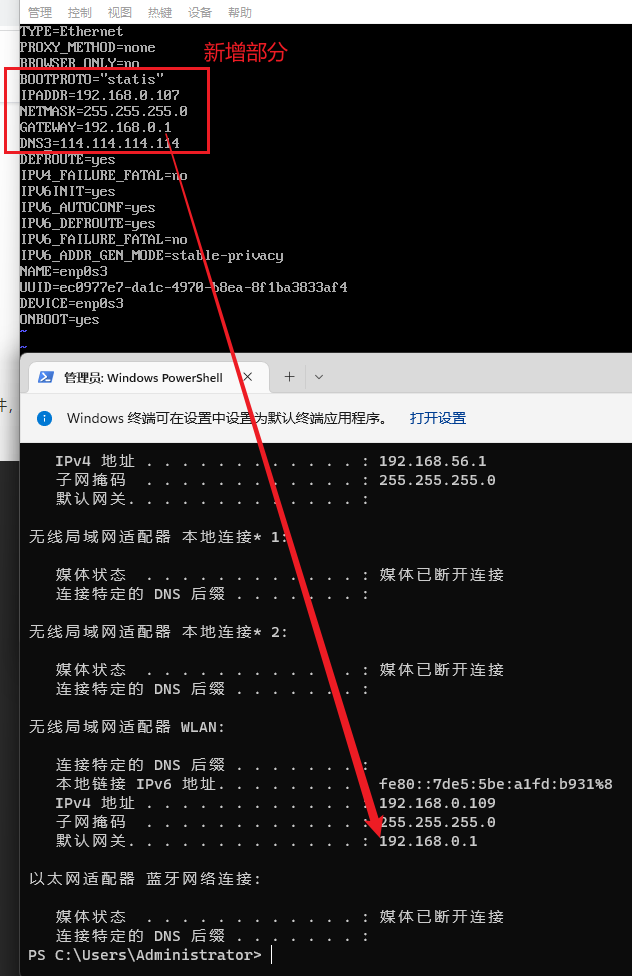 管理 控制 视图 热键 设备 帮助
TYPE=Ethernet
PROXY_METHOD=none
新增部分
BROWSER_ONLY=no
BOOTPROTO="statis"
IPADDR=192.168.0.107
NETMASK=255.255.255.0
GATEWAY=192.168.0.1
DNS3=114.114.114.114
DEFROUTE=yes
IPV4_FAILURE_FATAL=no
IPV6INIT=yes
IPV6_AUTOCONF=yes
IPV6_DEFROUTE=yes
IPV6_FAILURE_FATAL=no
IPV6_ADDR_GEN_MODE=stable-privacy
NAME=enp0s3
UUID=ec0977e7-da1c-4970-b8ea-8f1ba3833af4
DEVICE=enp0s3
ONBOOT=yes
~
~
管理员: Windows PowerShell
Windows 终端可在设置中设置为默认终端应用程序。 打开设置
IPv4 地址 . . . . . . . . . . . . : 192.168.56.1
子网掩码 . . . . . . . . . . . . : 255.255.255.0
默认网关. . . . . . . . . . . . . :
无线局域网适配器 本地连接* 1:
媒体状态 . . . . . . . . . . . . : 媒体已断开连接
连接特定的 DNS 后缀 . . . . . . . :
无线局域网适配器 本地连接* 2:
媒体状态 . . . . . . . . . . . . : 媒体已断开连接
连接特定的 DNS 后缀 . . . . . . . :
无线局域网适配器 WLAN:
连接特定的 DNS 后缀 . . . . . . . :
本地链接 IPv6 地址. . . . . . . . : fe80::7de5:5be:a1fd:b931%8
IPv4 地址 . . . . . . . . . . . . : 192.168.0.109
子网掩码 . . . . . . . . . . . . : 255.255.255.0
默认网关. . . . . . . . . . . . . : 192.168.0.1
以太网适配器 蓝牙网络连接:
媒体状态 . . . . . . . . . . . . : 媒体已断开连接
连接特定的 DNS 后缀 . . . . . . . :
PS C:\Users\Administrator>